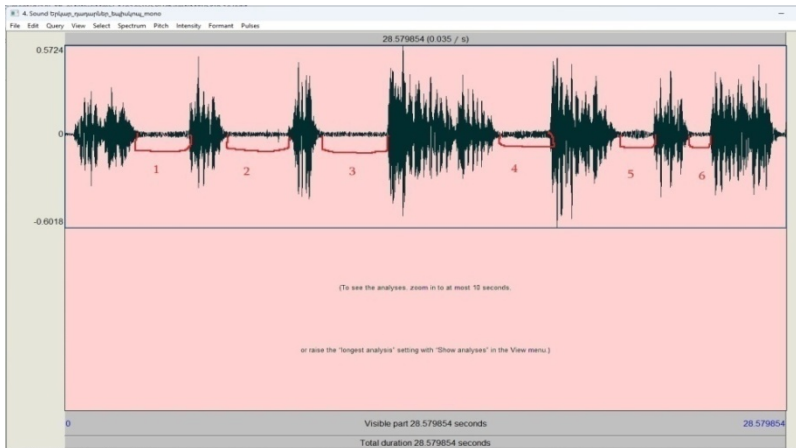 4. Sound Երկար_դադարներ_խափանում_mono
File Edit Query View Select Spectrum Pitch Intensity Formant Pulses
28.579854 (0.035 / s)
0.5724
0
-0.6018
1 2 3 4 5 6
(To see the analyses, zoom in to at most 10 seconds,
or raise the "longest analysis" setting with "Show analyses" in the View menu.)
0 Visible part 28.579854 seconds 28.579854
Total duration 28.579854 seconds